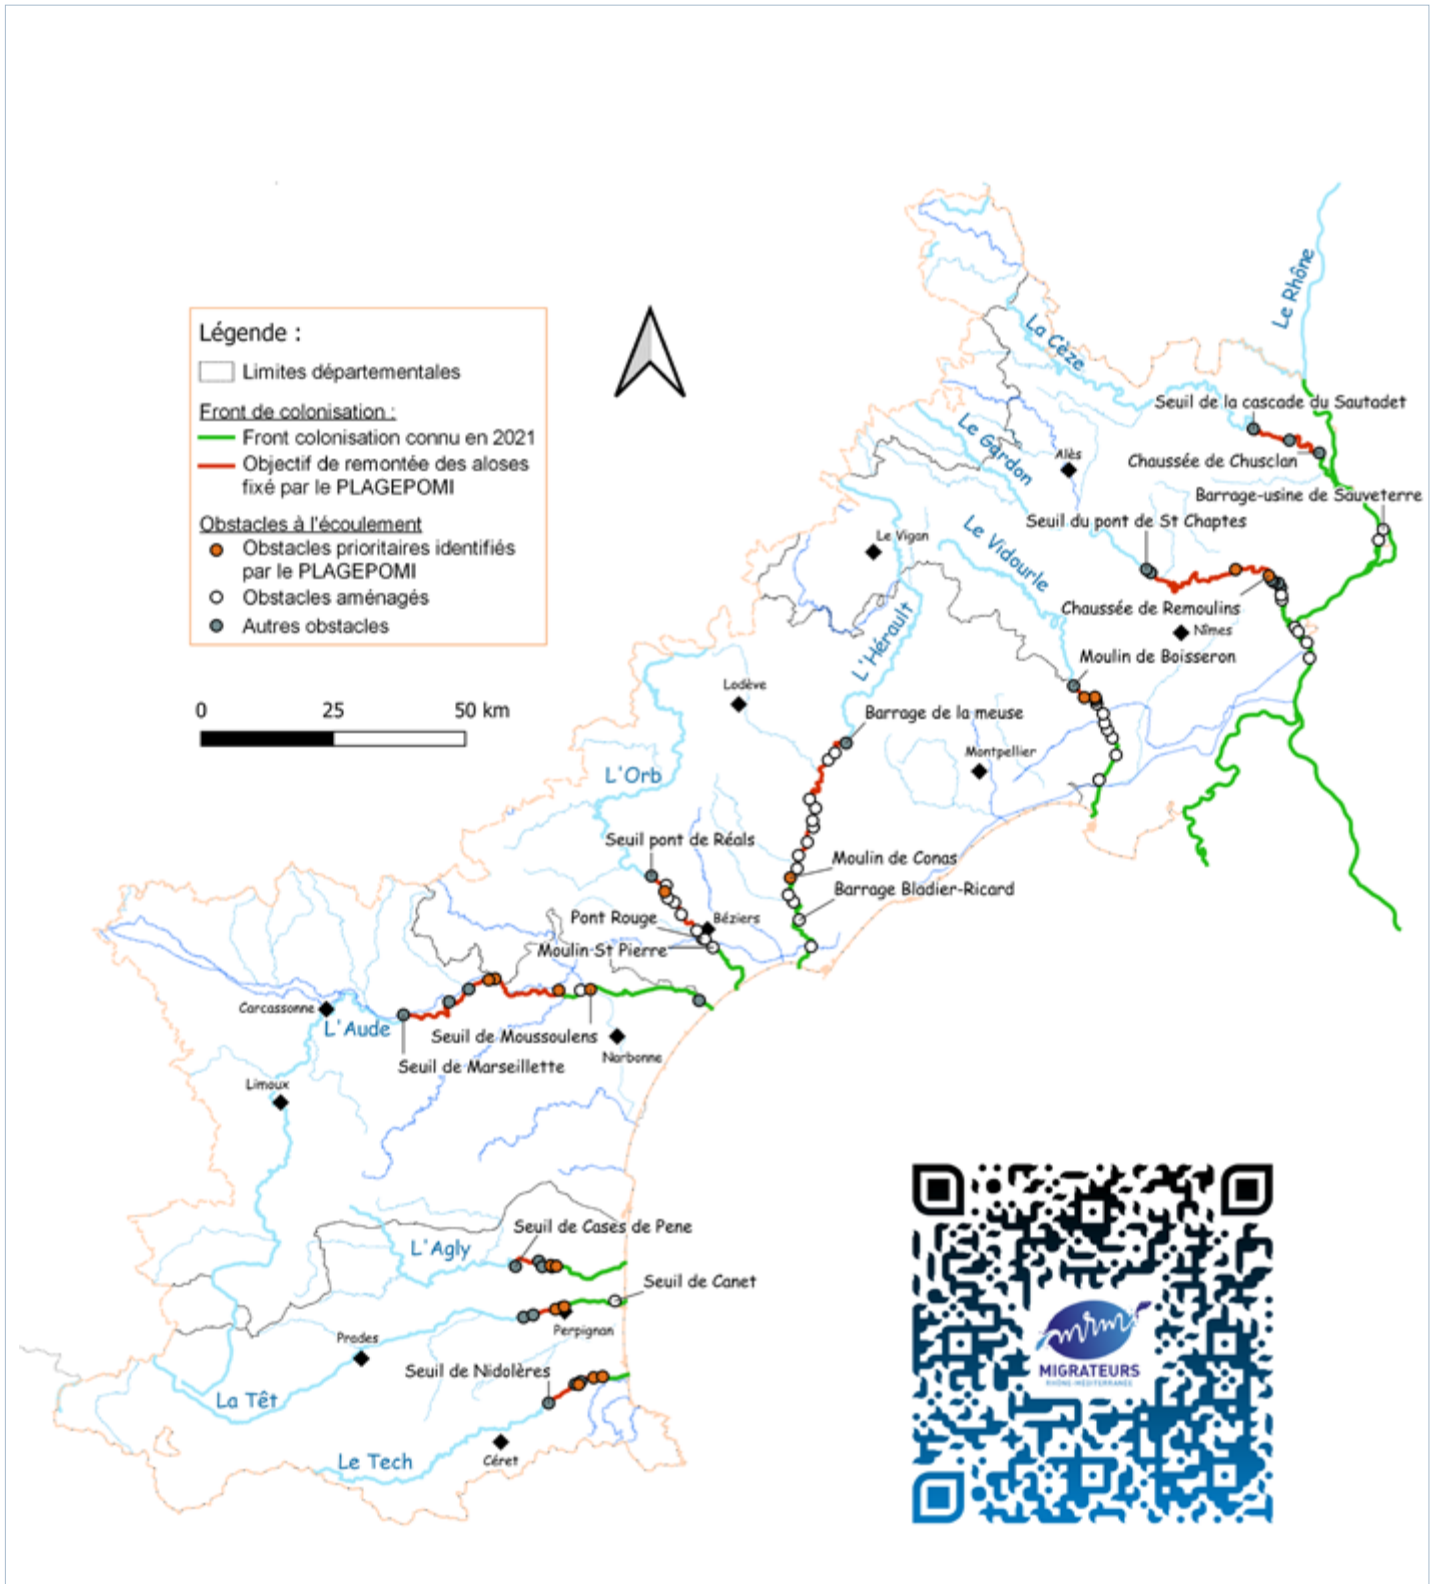 Le Rhône
La Cèze
Seuil de la cascade du Sautadet
Légende :
Limites départementales
Front de colonisation :
Front colonisation connu en 2021
Objectif de remontée des aloses
fixé par le PLAGEPOMI
Obstacles à l'écoulement
Obstacles prioritaires identifiés
par le PLAGEPOMI
Obstacles aménagés
Autres obstacles
Le Gardon
Alès
Chaussée de Chusclan
Barrage-usine de Sauveterre
Seuil du pont de St Chaptes
Le Vidourle
Le Vigan
Chaussée de Remoulins
Nîmes
L'Hérault
Moulin de Boisseron
Lodève
0 25 50 km
Barrage de la meuse
Montpellier
L'Orb
Seuil pont de Réals
Moulin de Conas
Barrage Bladier-Ricard
Pont Rouge
Béziers
Moulin St Pierre
Carcassonne
L'Aude
Seuil de Moussoulens
Narbonne
Seuil de Marseillette
Limoux
Seuil de Cases de Pene
L'Agly
Seuil de Canet
Perpignan
Prades
Seuil de Nidolères
La Têt
Le Tech
Céret
mrm
MIGRATEURS
RHÔNE-MÉDITERRANÉE